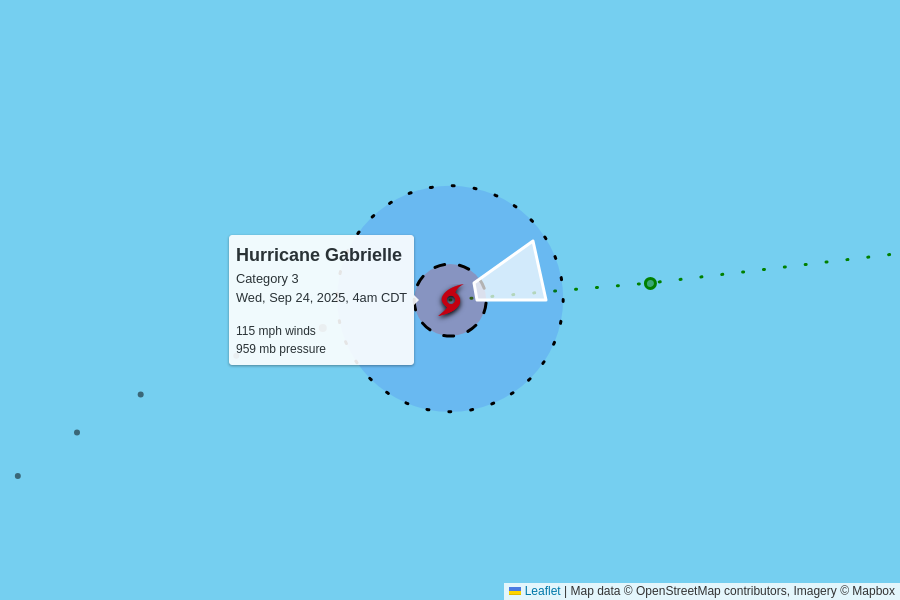 Hurricane Gabrielle
Category 3
Wed, Sep 24, 2025, 4am CDT
115 mph winds
959 mb pressure
Leaflet | Map data © OpenStreetMap contributors, Imagery © Mapbox